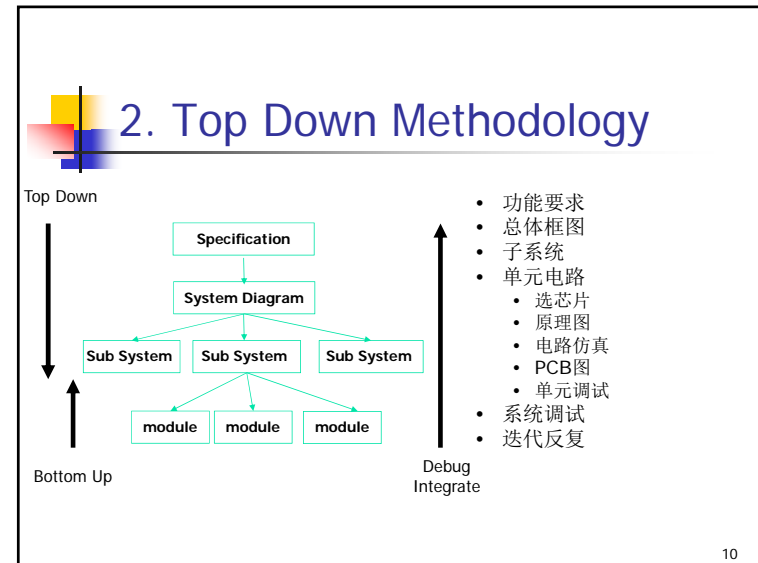 2. Top Down Methodology
Top Down
Specification
System Diagram
Sub System
Sub System
Sub System
module
module
module
Bottom Up
Debug
Integrate
• 功能要求
• 总体框图
• 子系统
• 单元电路
• 选芯片
• 原理图
• 电路仿真
• PCB图
• 单元调试
• 系统调试
• 迭代反复
10